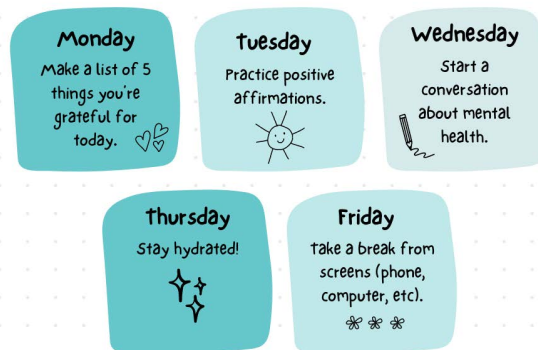 Monday
Make a list of 5
things you're
grateful for
today.
Tuesday
Practice positive
affirmations.
Wednesday
Start a
conversation
about mental
health.
Thursday
Stay hydrated!
Friday
Take a break from
screens (phone,
computer, etc).